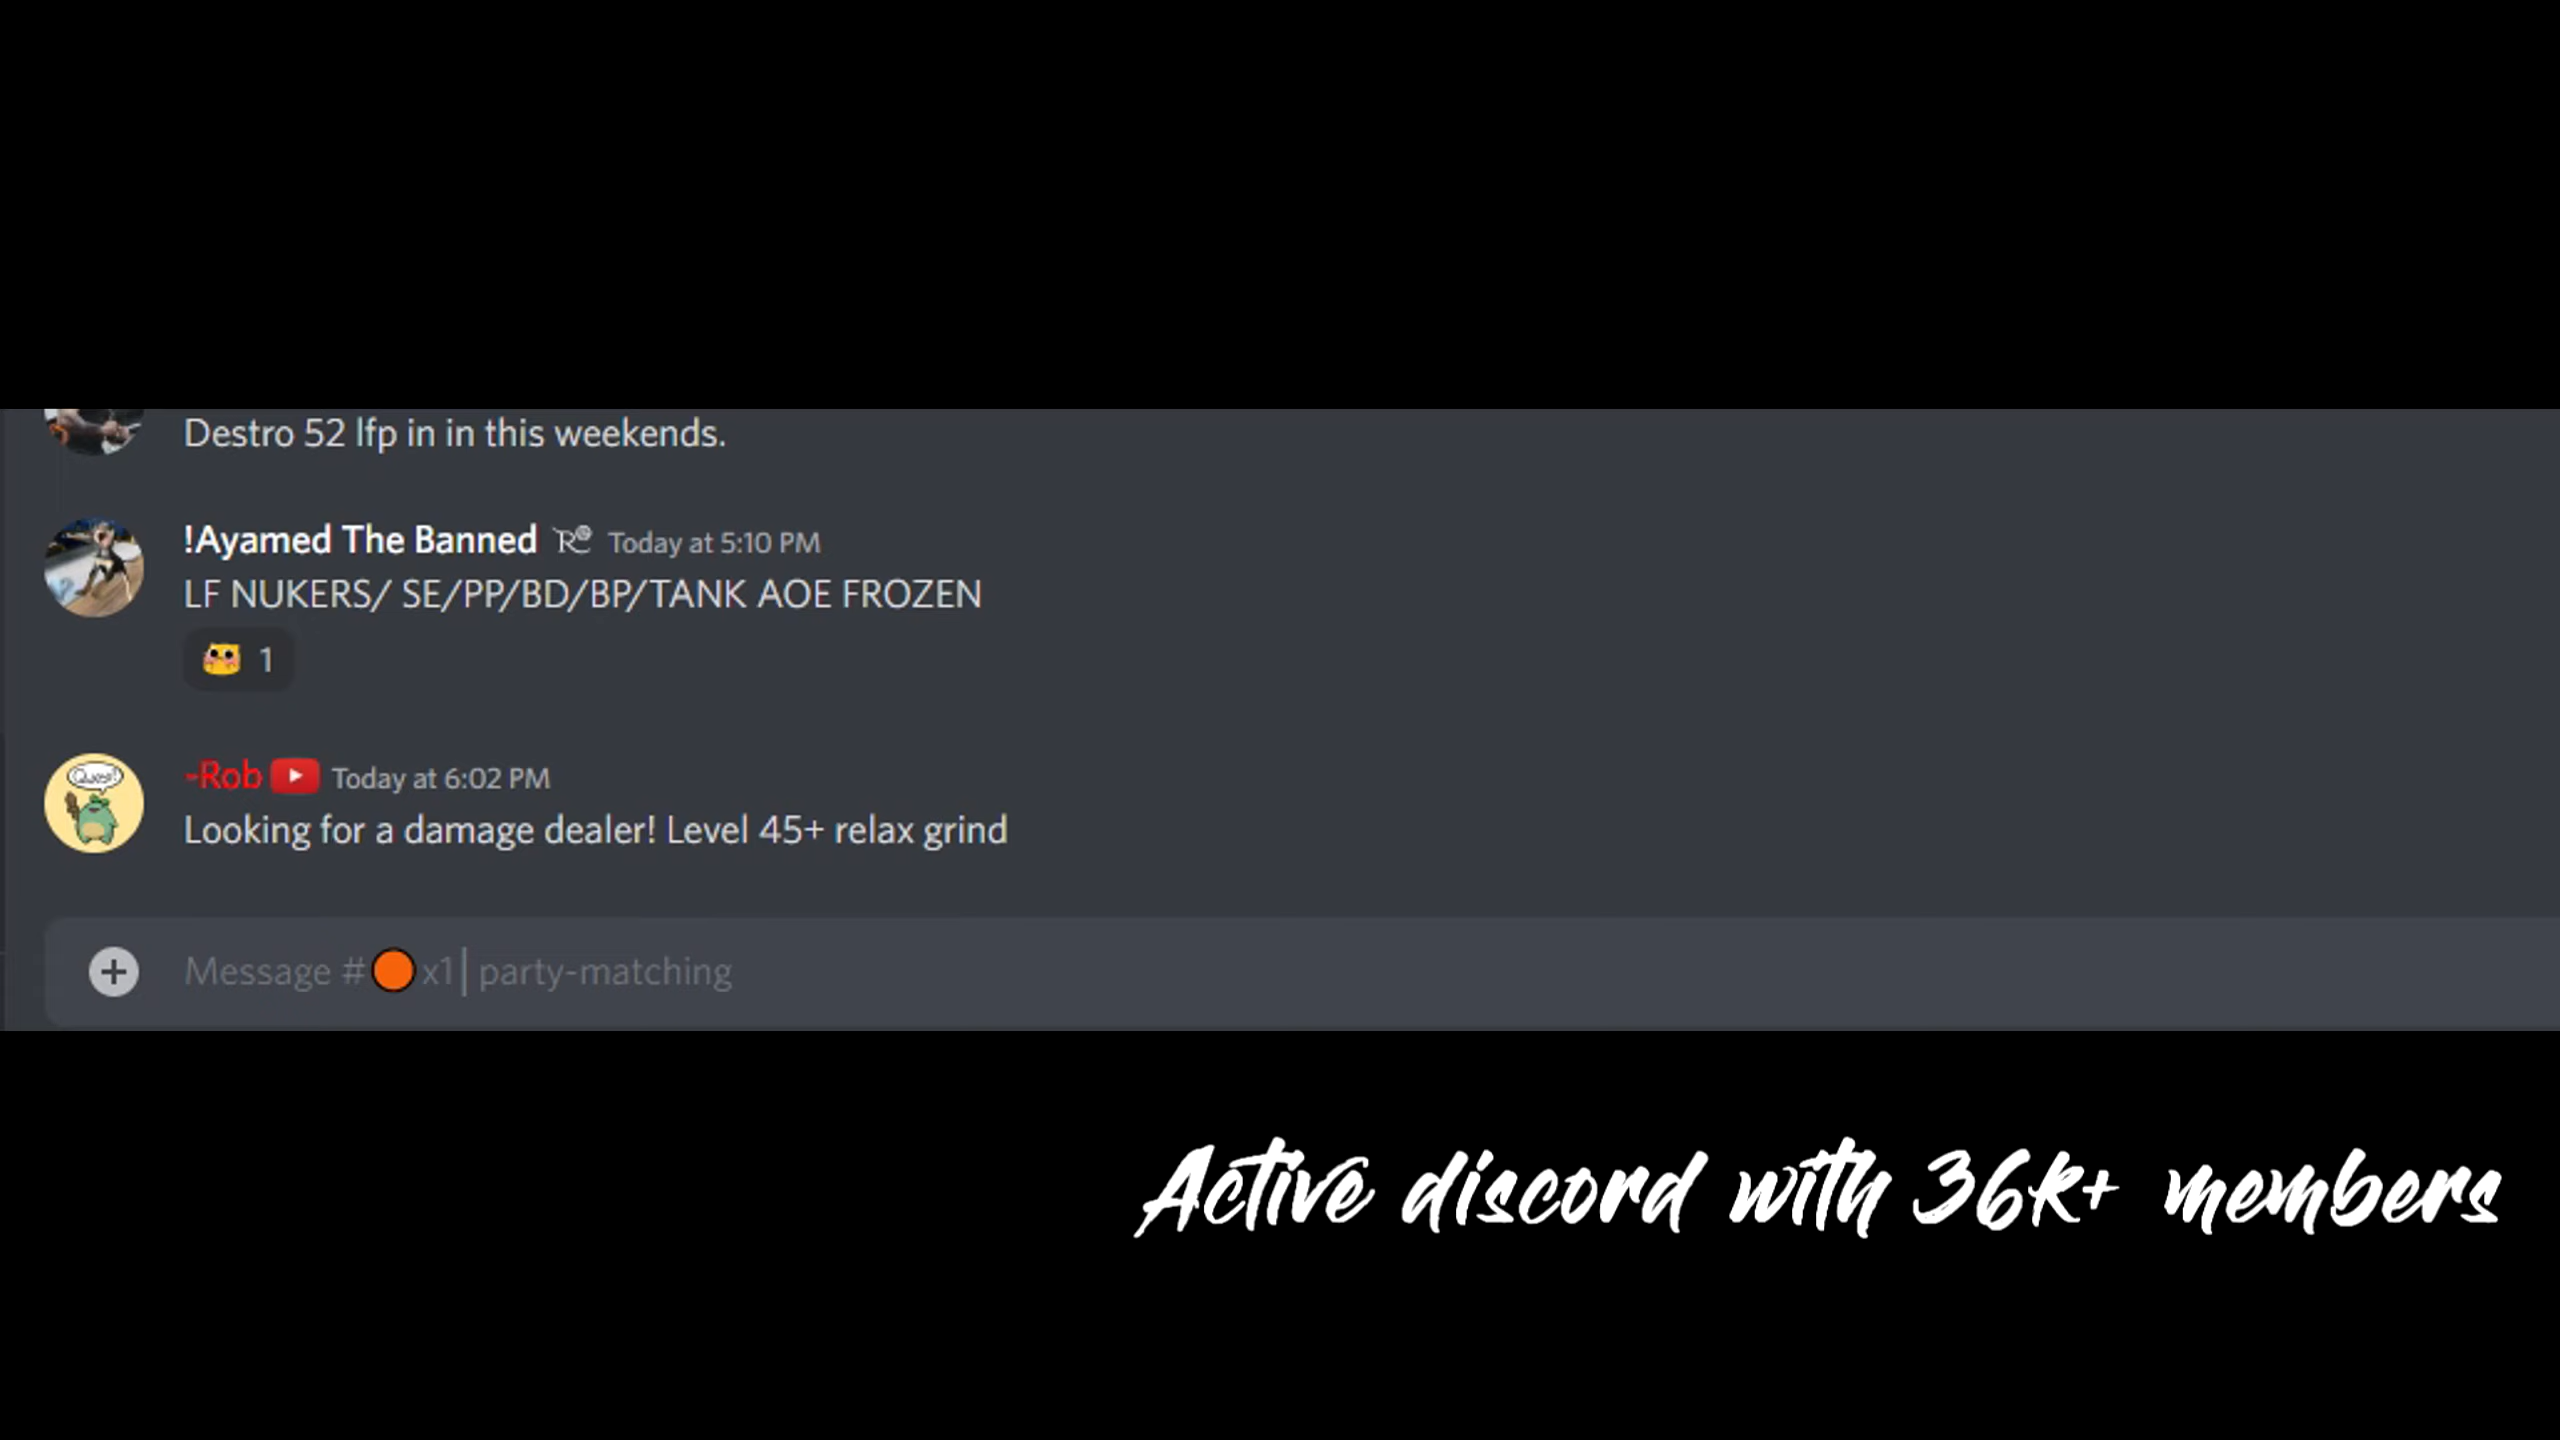 Destro 52 lfp in in this weekends.
!Ayamed The Banned Today at 5:10 PM
LF NUKERS/ SE/PP/BD/BP/TANK AOE FROZEN
1
-Rob Today at 6:02 PM
Looking for a damage dealer! Level 45+ relax grind
Message # x1| party-matching
Active discord with 36k+ members